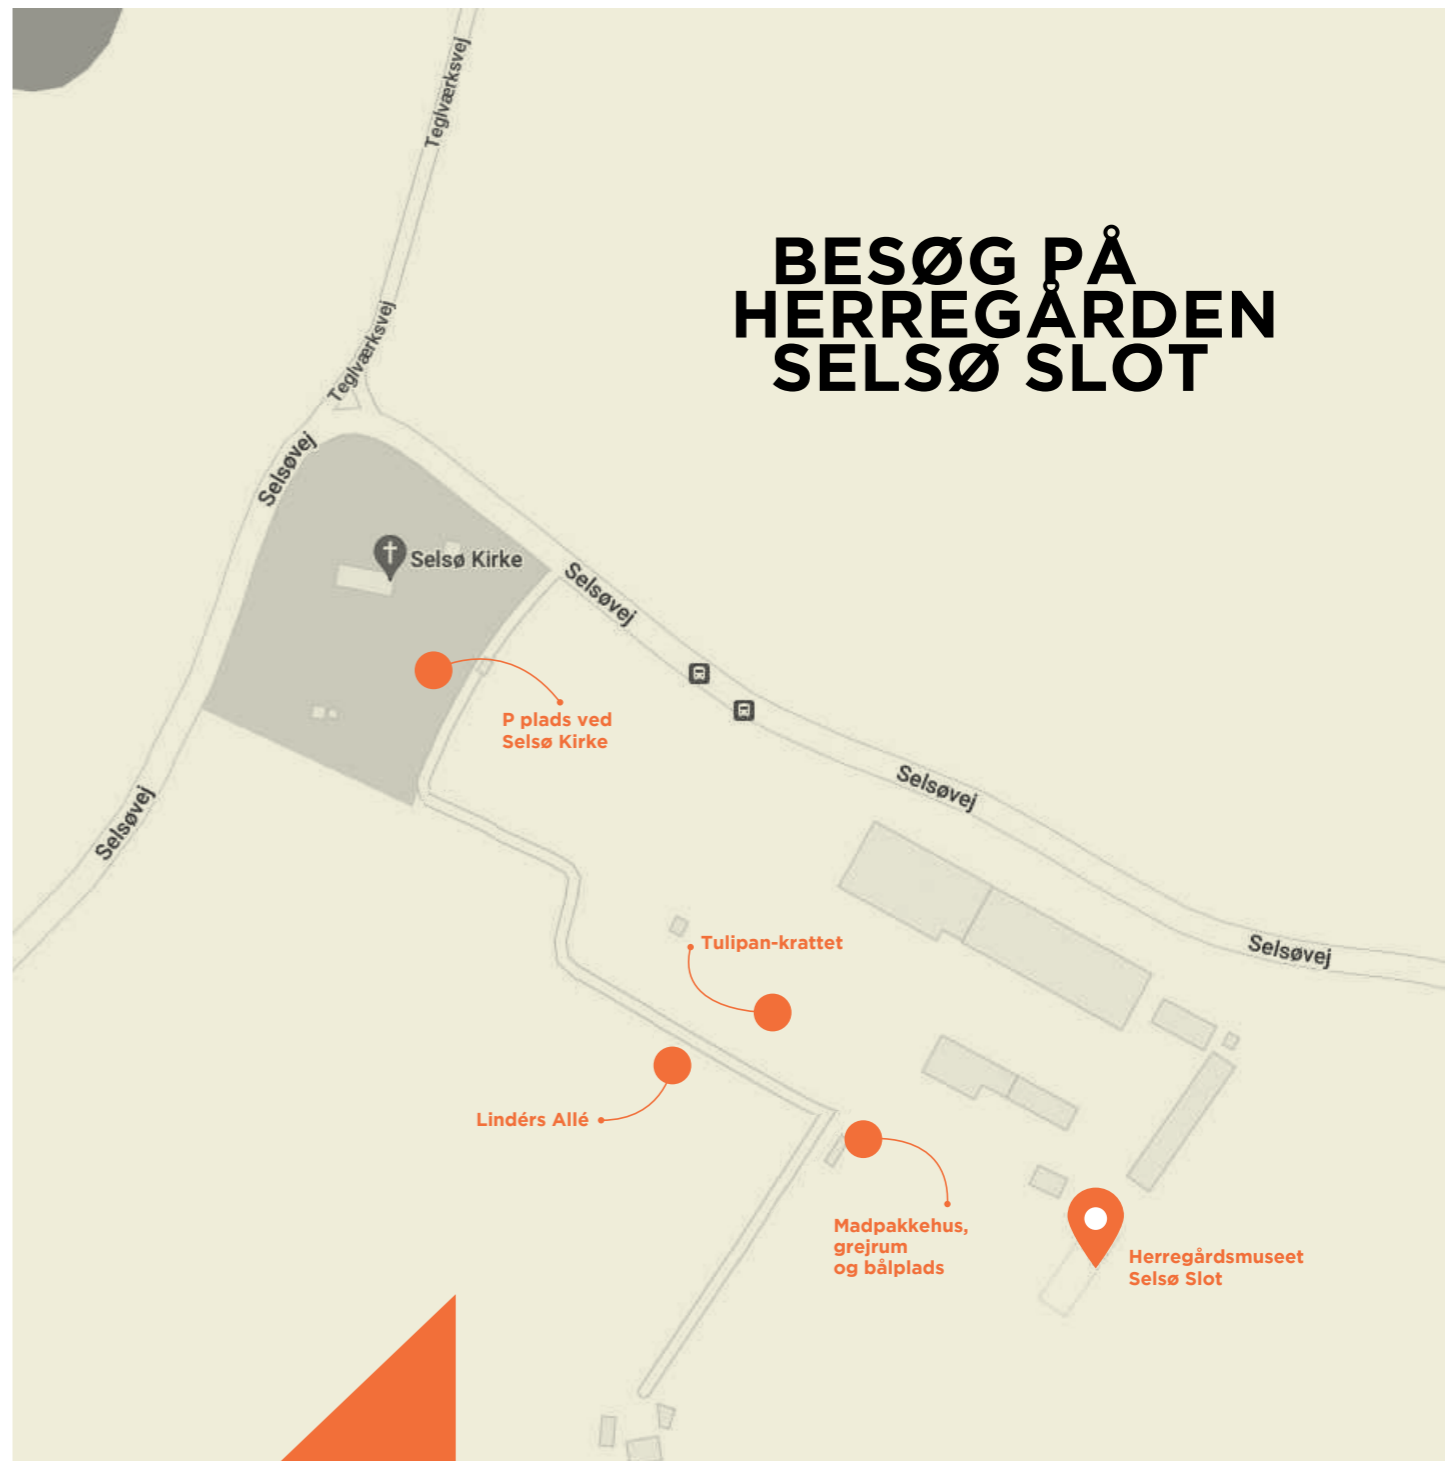 Teglværksvej
BESØG PÅ
HERREGÅRDEN
SELSØ SLOT
Teglværksvej
Selsøvej
Selsø Kirke
Selsøvej
P plads ved
Selsø Kirke
Selsøvej
Selsøvej
Tulipan-krattet
Selsøvej
Lindérs Allé
Madpakkehus,
grejrum
og bålplads
Herregårdsmuseet
Selsø Slot